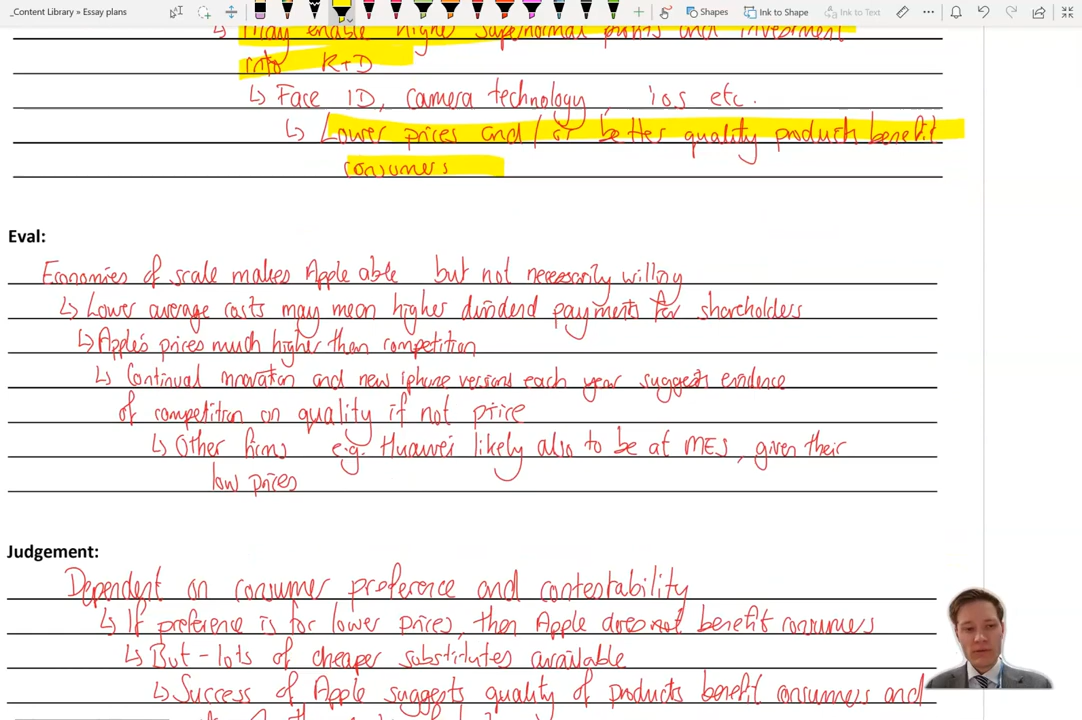 _Content Library » Essay plans
Shapes
Ink to Shape
Ink to Text
↳ May enable higher supernormal profits and investment
into R+D
↳ Face ID, camera technology, ios etc.
↳ Lower prices and/or better quality products benefit
consumers
Eval:
Economies of scale makes Apple able but not necessarily willing
↳ Lower average costs may mean higher dividend payments for shareholders
↳ Apple's prices much higher than competition
↳ Continual innovation and new iphone versions each year suggest evidence
of competition on quality if not price
↳ Other firms e.g. Huawei likely also to be at MES, given their
low prices
Judgement:
Dependent on consumer preference and contestability
↳ If preference is for lower prices, then Apple does not benefit consumers
↳ But - lots of cheaper substitutes available
↳ Success of Apple suggests quality of products benefit consumers and